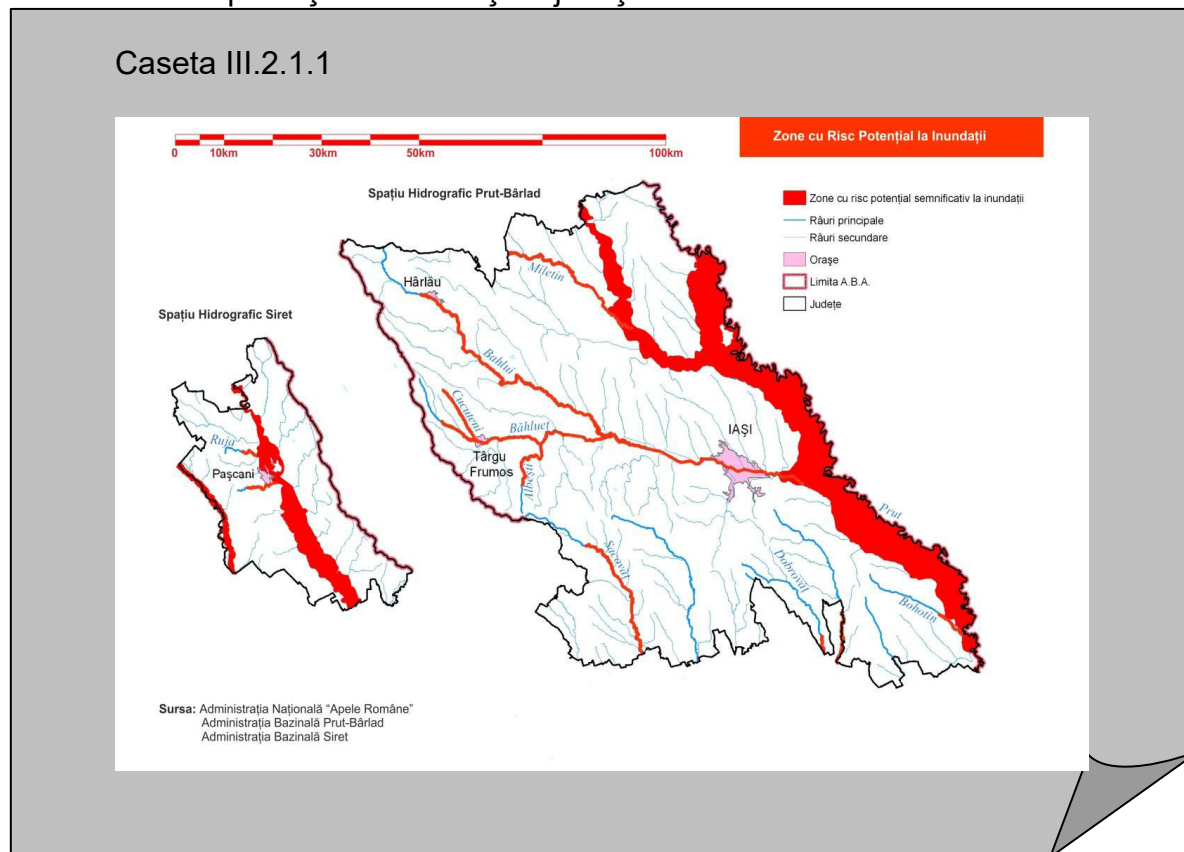 Caseta III.2.1.1
Zone cu Risc Potențial la Inundații
0 10km 30km 50km 100km
Spațiu Hidrografic Prut-Bârlad
Zone cu risc potențial semnificativ la inundații
Râuri principale
Râuri secundare
Orașe
Limita A.B.A.
Județe
Spațiu Hidrografic Siret
Miletin
Hârlău
Bahlui
Cucuteni
Băhlueț
IAȘI
Târgu
Frumos
Albești
Ruja
Pașcani
Prut
Sacovăț
Dobrovăț
Bohotin
Sursa: Administrația Națională “Apele Române”
Administrația Bazinală Prut-Bârlad
Administrația Bazinală Siret